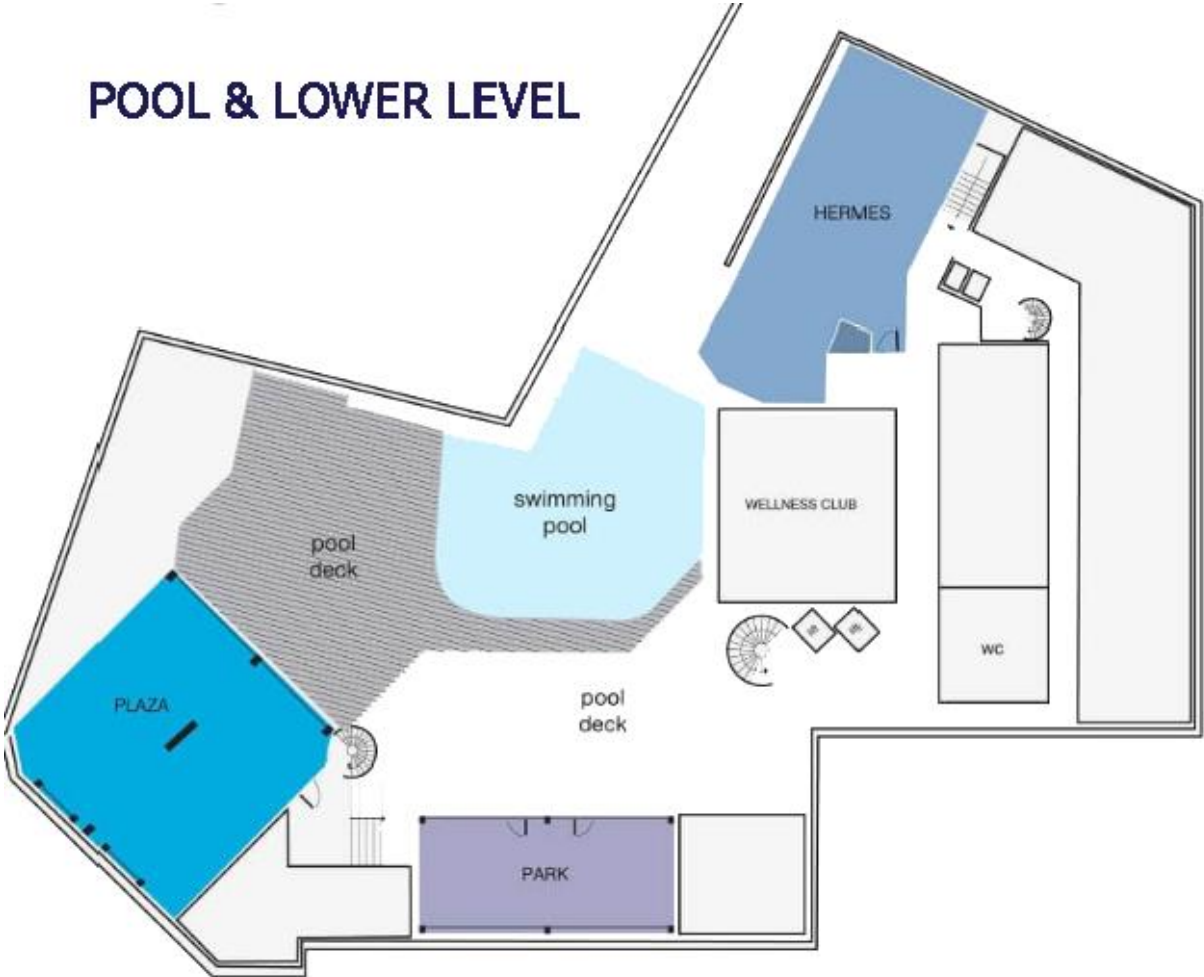 POOL & LOWER LEVEL
HERMES
swimming
pool
WELLNESS CLUB
pool
deck
WC
PLAZA
pool
deck
PARK